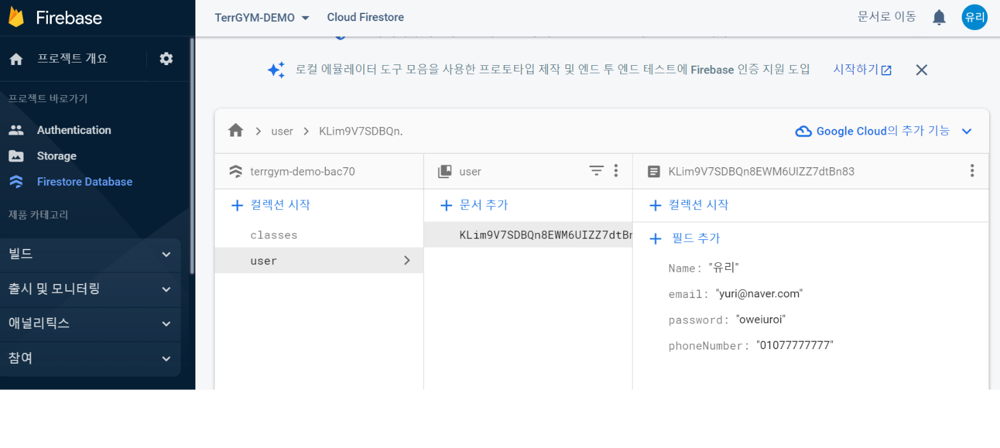 Firebase
TerrGYM-DEMO
Cloud Firestore
문서로 이동
유리
프로젝트 개요
프로젝트 바로가기
Authentication
Storage
Firestore Database
제품 카테고리
빌드
출시 및 모니터링
애널리틱스
참여
로컬 에뮬레이터 도구 모음을 사용한 프로토타입 제작 및 엔드 투 엔드 테스트에 Firebase 인증 지원 도입 시작하기
user KLim9V7SDBQn.
Google Cloud의 추가 기능
terrgym-demo-bac70
컬렉션 시작
classes
user
user
문서 추가
KLim9V7SDBQn8EWM6UIZZ7dtBn
KLim9V7SDBQn8EWM6UIZZ7dtBn83
컬렉션 시작
필드 추가
Name: "유리"
email: "yuri@naver.com"
password: "oweiuroi"
phoneNumber: "01077777777"